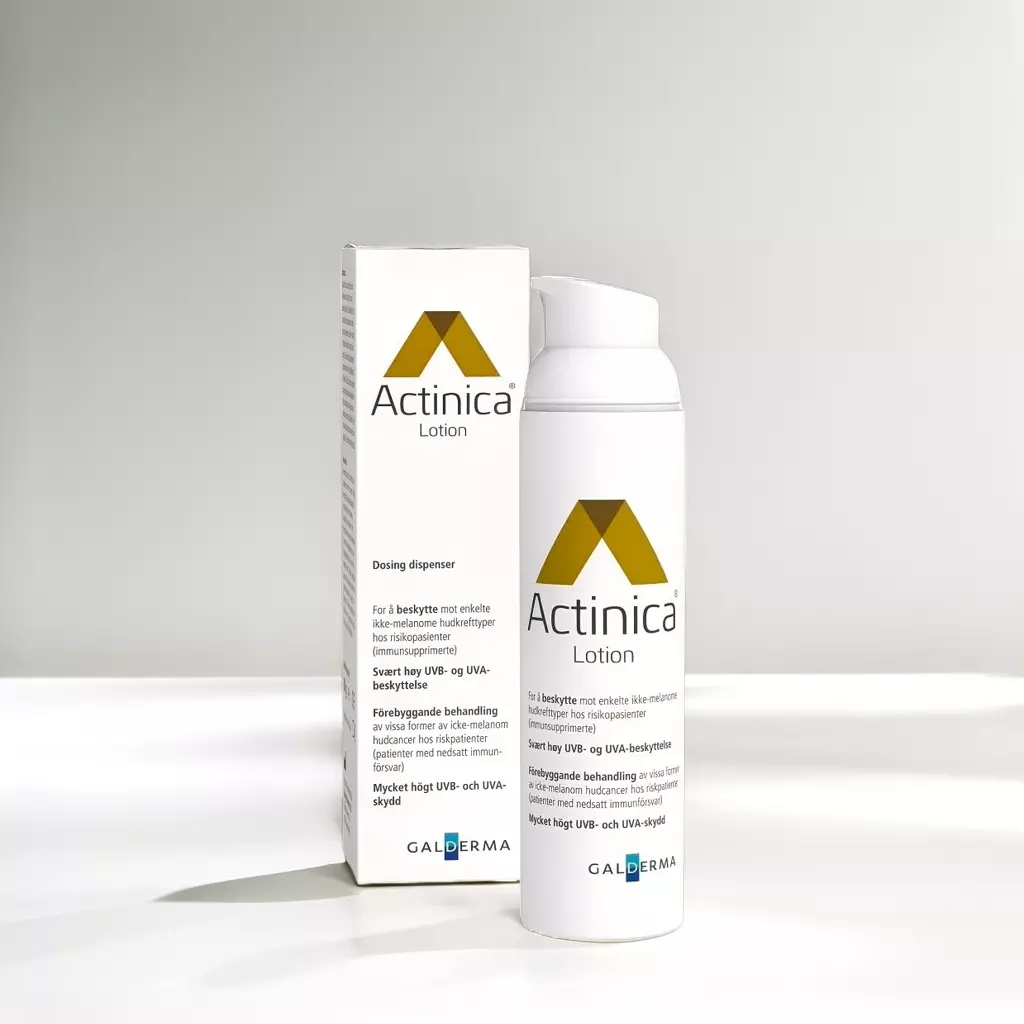 Actinica®
Lotion
Dosing dispenser
For å beskytte mot enkelte
ikke-melanome hudkrefttyper
hos risikopasienter
(immunsupprimerte)
Svært høy UVB- og UVA-
beskyttelse
Förebyggande behandling
av vissa former av icke-melanom
hudcancer hos riskpatienter
(patienter med nedsatt immun-
försvar)
Mycket högt UVB- och UVA-
skydd
GALDERMA
Actinica®
Lotion
For å beskytte mot enkelte ikke-melanome
hudkrefttyper hos risikopasienter
(immunsupprimerte)
Svært høy UVB- og UVA-beskyttelse
Förebyggande behandling av vissa former
av icke-melanom hudcancer hos riskpatienter
(patienter med nedsatt immunförsvar)
Mycket högt UVB- och UVA-skydd
GALDERMA